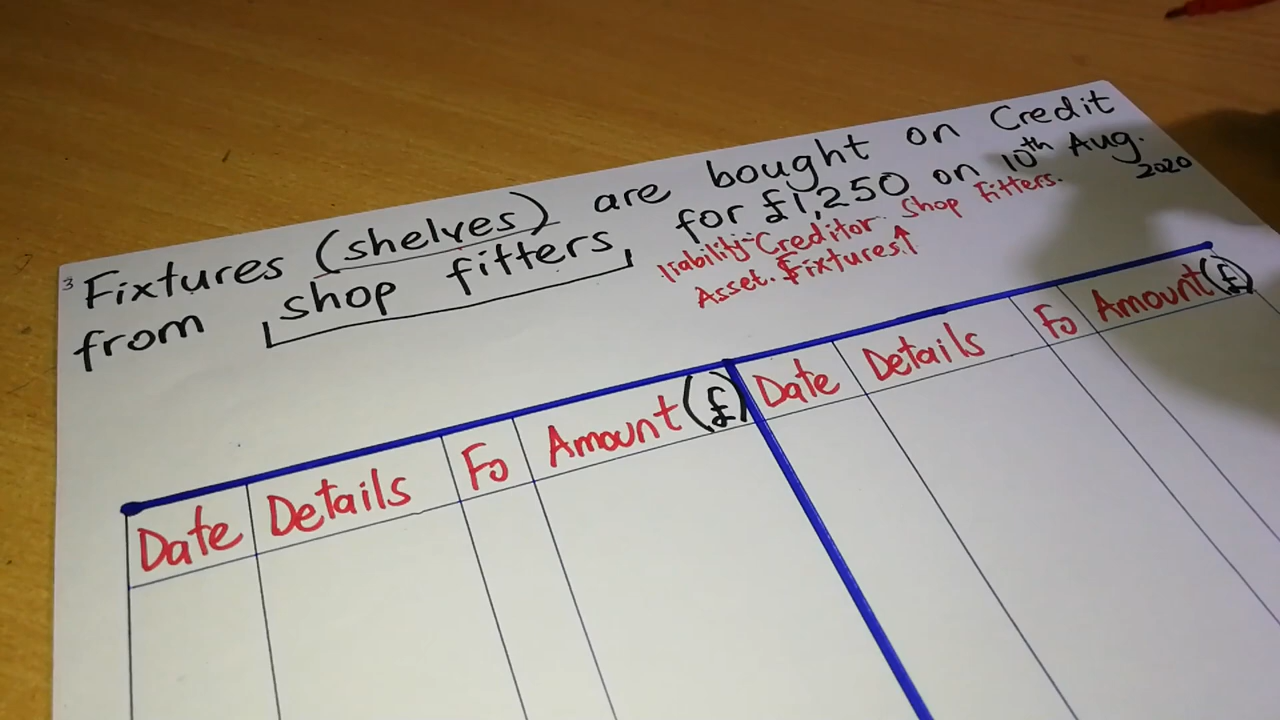 3 Fixtures (shelves) are bought on Credit
from shop fitters, for £1,250 on 10th Aug. 2020
liability-Creditor. Shop Fitters.
Asset. Fixtures↑
Date Details Fo Amount (£) Date Details Fo Amount (£)